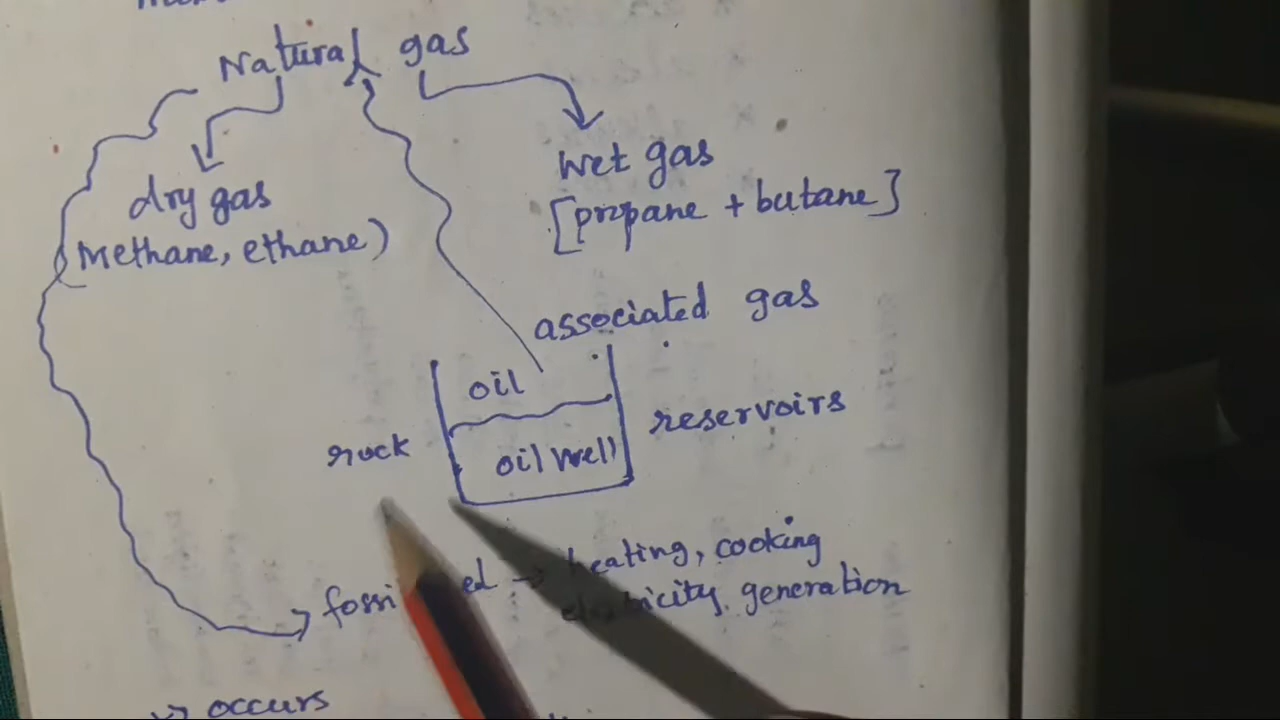 Natural gas
dry gas
(Methane, ethane)
Wet gas
[propane + butane]
associated gas
oil
reservoirs
rock
oil well
heating, cooking
generation
occurs